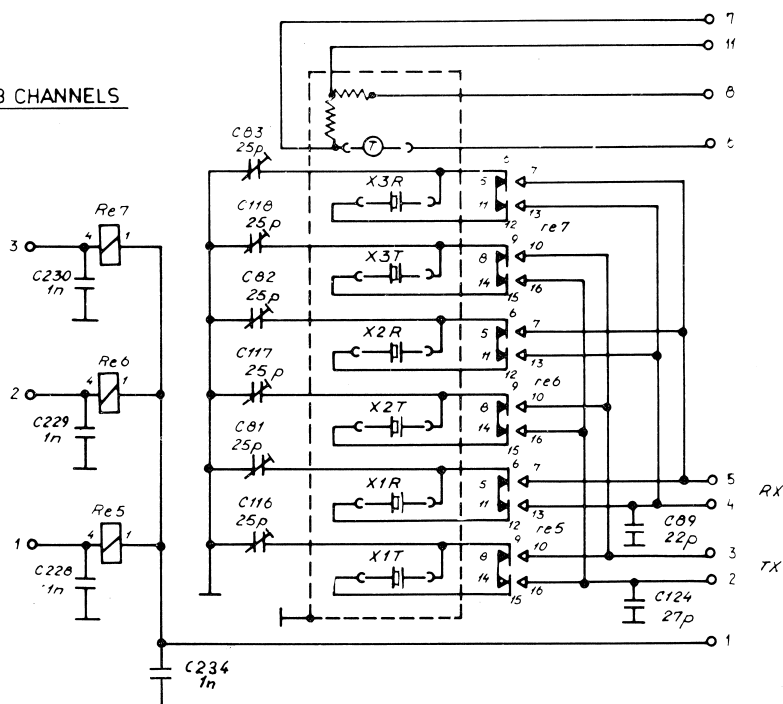 7
11
3 CHANNELS
8
C83
25p
6
7
X3R
5
11
13
re7
12
Re7
4
1
3
C118
25p
9
10
X3T
8
14
16
15
C230
1n
C82
25p
6
7
X2R
5
11
13
12
Re6
4
1
2
C117
25p
9
re6
10
X2T
8
14
16
15
C229
1n
C81
25p
6
7
X1R
5
11
13
12
5
RX
4
C89
22p
Re5
4
1
1
C116
25p
re5
9
10
X1T
8
14
16
15
3
TX
2
C124
27p
C228
1n
1
C234
1n